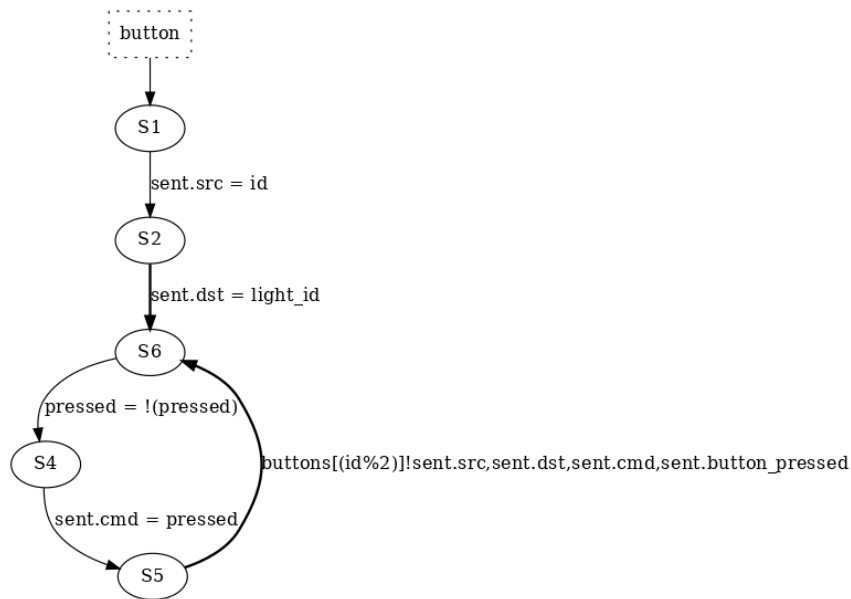 button
S1
sent.src = id
S2
sent.dst = light_id
S6
pressed = !(pressed)
S4
buttons[(id%2)]!sent.src,sent.dst,sent.cmd,sent.button_pressed
sent.cmd = pressed
S5